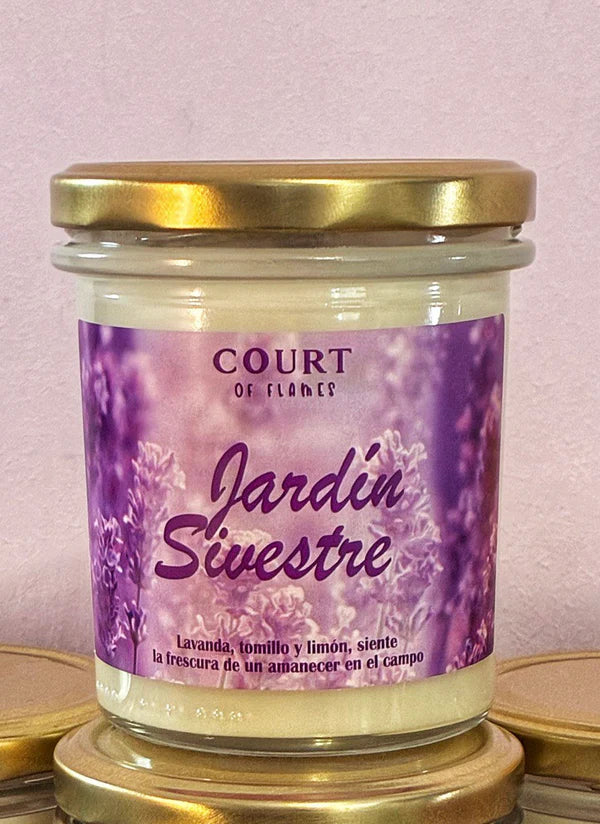 COURT
OF FLAMES
Jardín
Sivestre
Lavanda, tomillo y limón, siente
la frescura de un amanecer en el campo